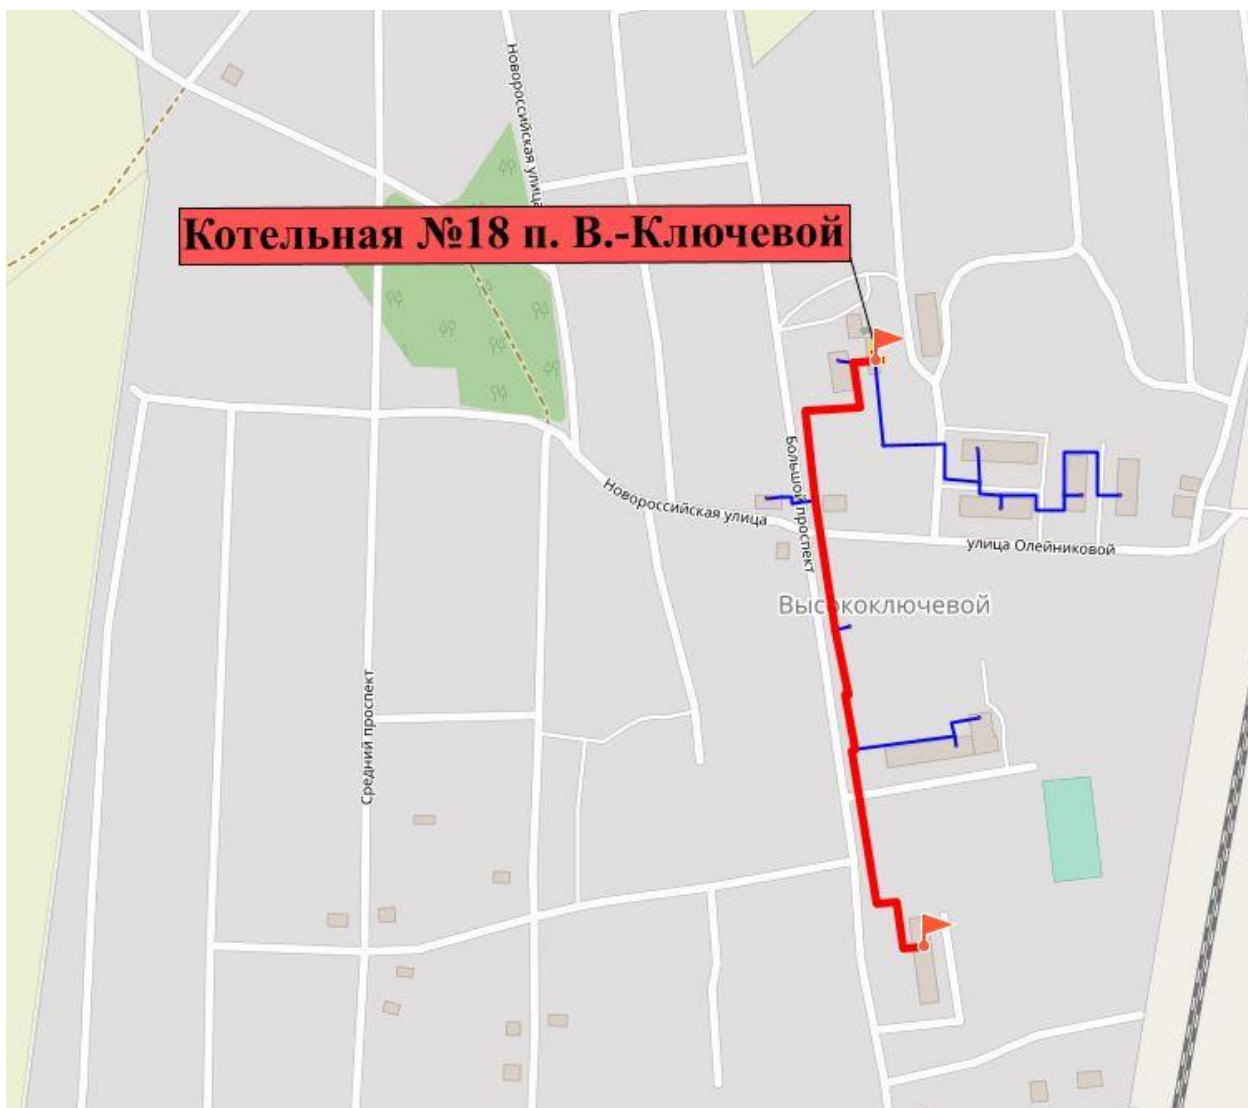 Новороссийская улица
Котельная №18 п. В.-Ключевой
Большой проспект
Новороссийская улица
улица Олейниковой
Высокоключевой
Средний проспект